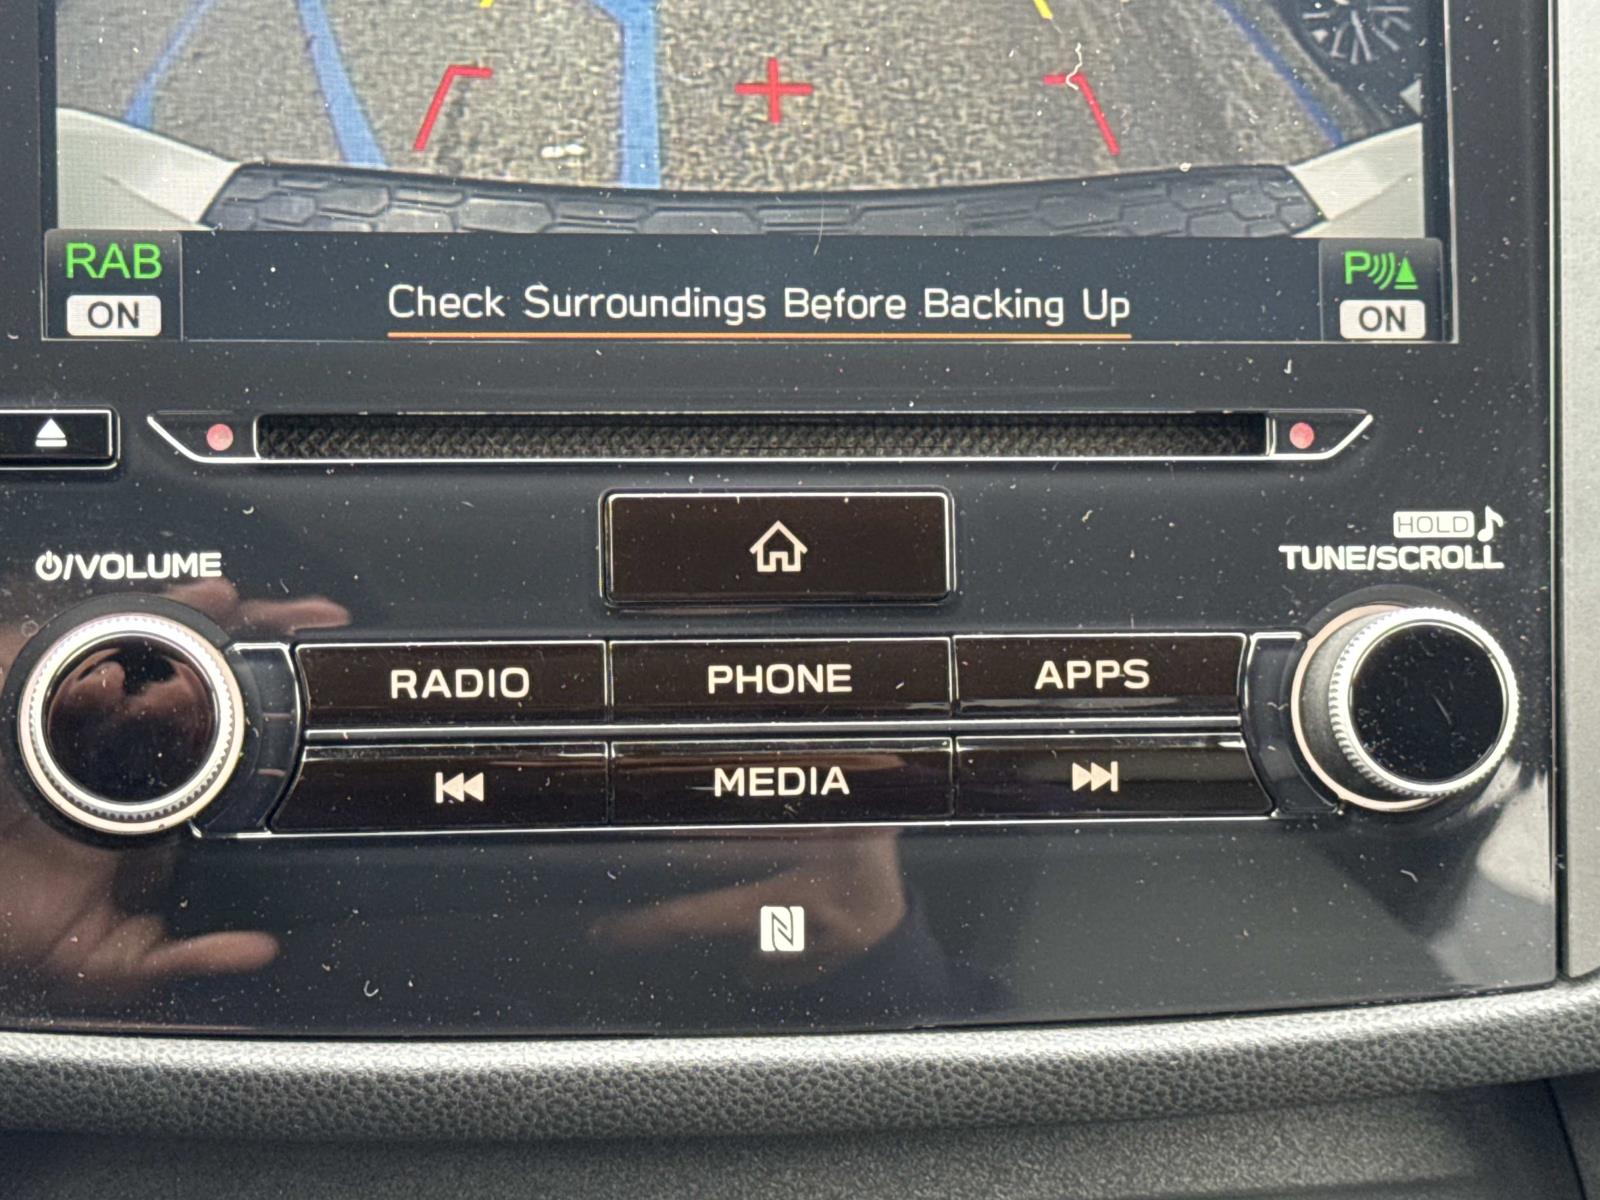 RAB
ON
Check Surroundings Before Backing Up
P
ON
/VOLUME
HOLD
TUNE/SCROLL
RADIO
PHONE
APPS
MEDIA
N